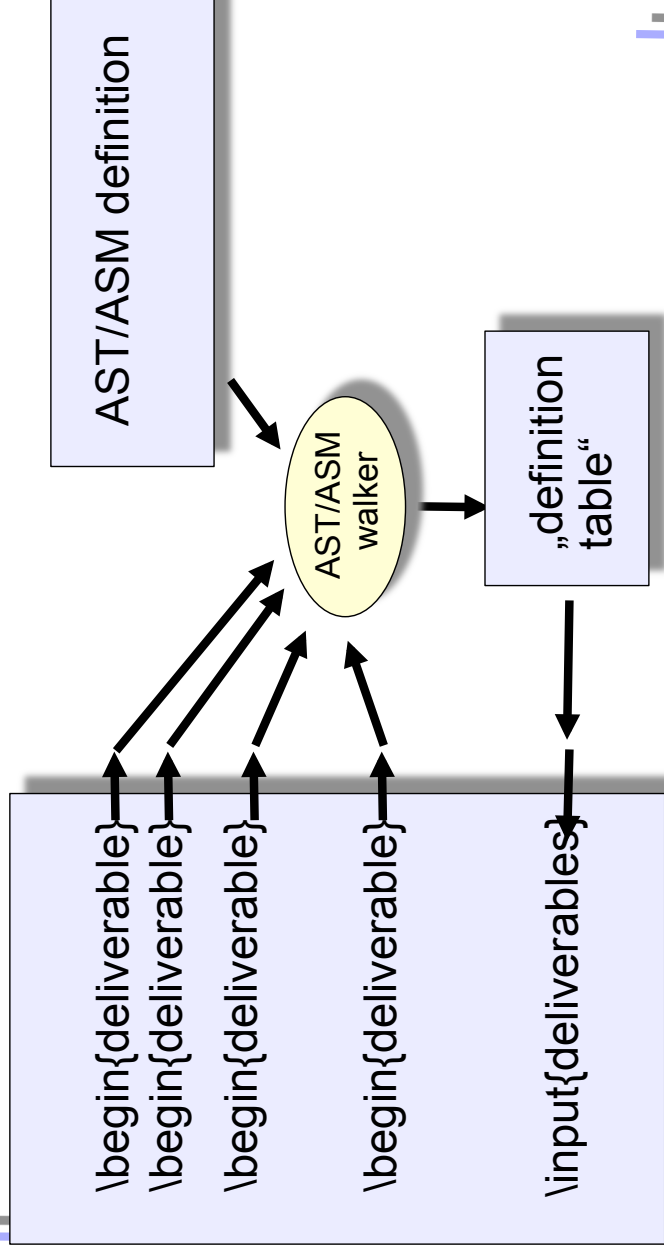 \begin{deliverable}
\begin{deliverable}
\begin{deliverable}
\begin{deliverable}
\input{deliverables}
AST/ASM definition
AST/ASM
walker
„definition
table“